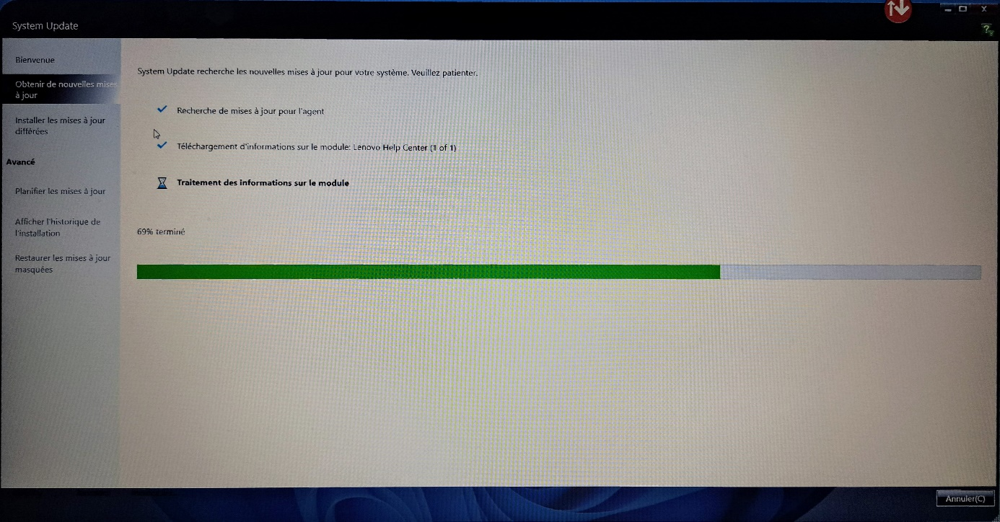 System Update
?
Bienvenue
Obtenir de nouvelles mises
à jour
Installer les mises à jour
différées
Avancé
Planifier les mises à jour
Afficher l'historique de
l'installation
Restaurer les mises à jour
masquées
System Update recherche les nouvelles mises à jour pour votre système. Veuillez patienter.
Recherche de mises à jour pour l'agent
Téléchargement d'informations sur le module: Lenovo Help Center (1 of 1)
Traitement des informations sur le module
69% terminé
Annuler(C)